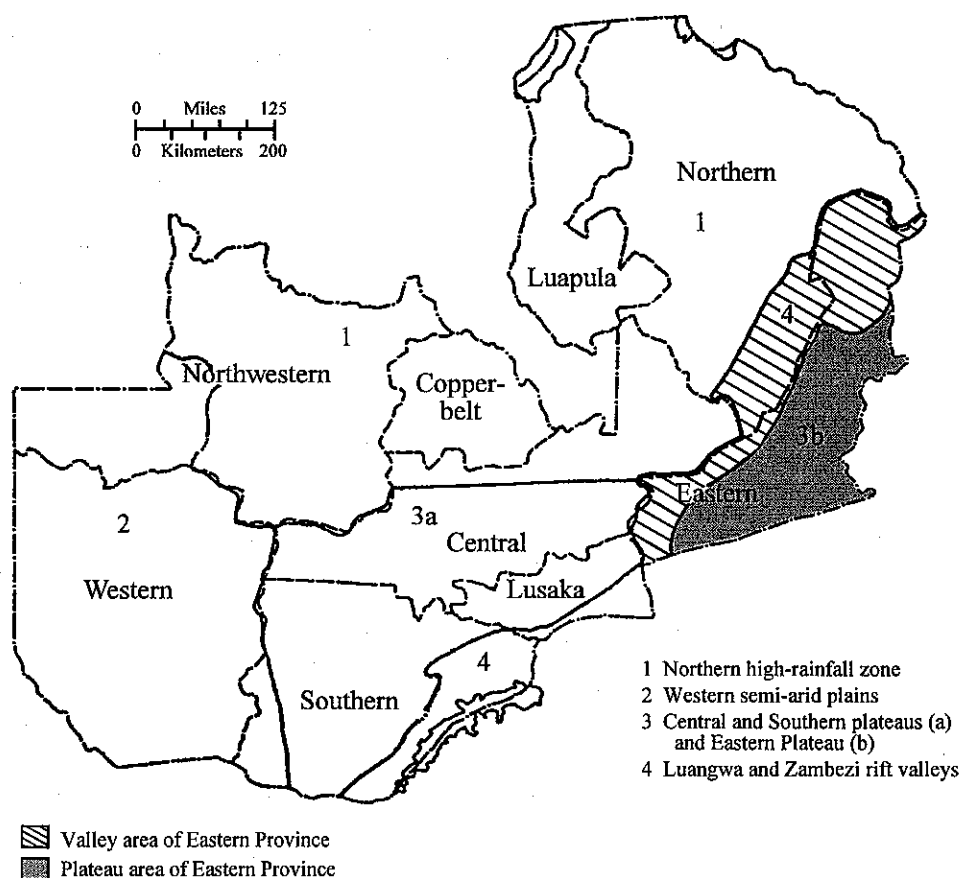 0 Miles 125
0 Kilometers 200
Northern
1
Luapula
4
1
Northwestern
Copper-
belt
3b
Eastern
3a
2
Central
Western
Lusaka
4
Southern
1 Northern high-rainfall zone
2 Western semi-arid plains
3 Central and Southern plateaus (a)
and Eastern Plateau (b)
4 Luangwa and Zambezi rift valleys
Valley area of Eastern Province
Plateau area of Eastern Province